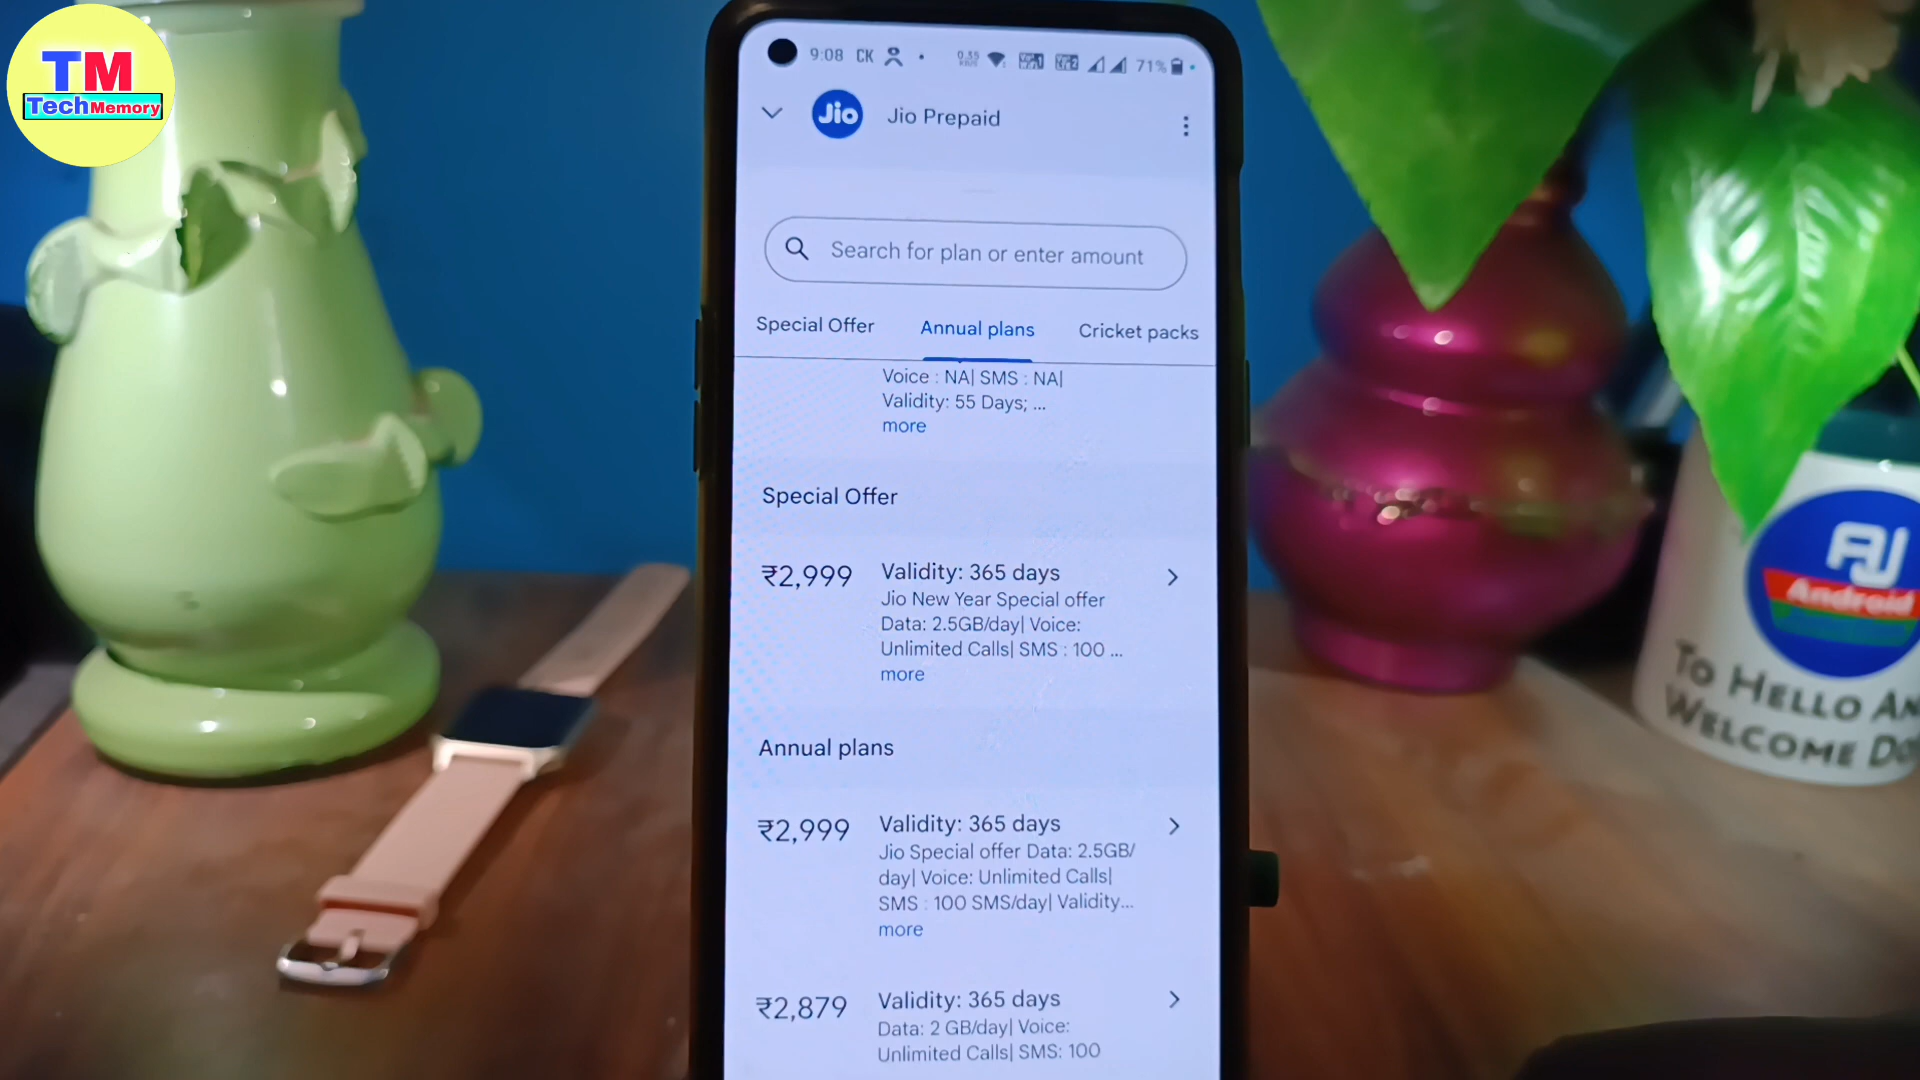 TM
TechMemory
9:08 CK
71%
Jio
Jio Prepaid
Search for plan or enter amount
Special Offer
Annual plans
Cricket packs
Voice : NA| SMS : NA|
Validity: 55 Days; ...
more
Special Offer
₹2,999
Validity: 365 days
Jio New Year Special offer
Data: 2.5GB/day| Voice:
Unlimited Calls| SMS : 100 ...
more
Annual plans
₹2,999
Validity: 365 days
Jio Special offer Data: 2.5GB/
day| Voice: Unlimited Calls|
SMS : 100 SMS/day| Validity...
more
₹2,879
Validity: 365 days
Data: 2 GB/day| Voice:
Unlimited Calls| SMS: 100
AJ
Android
To Hello An
Welcome Do